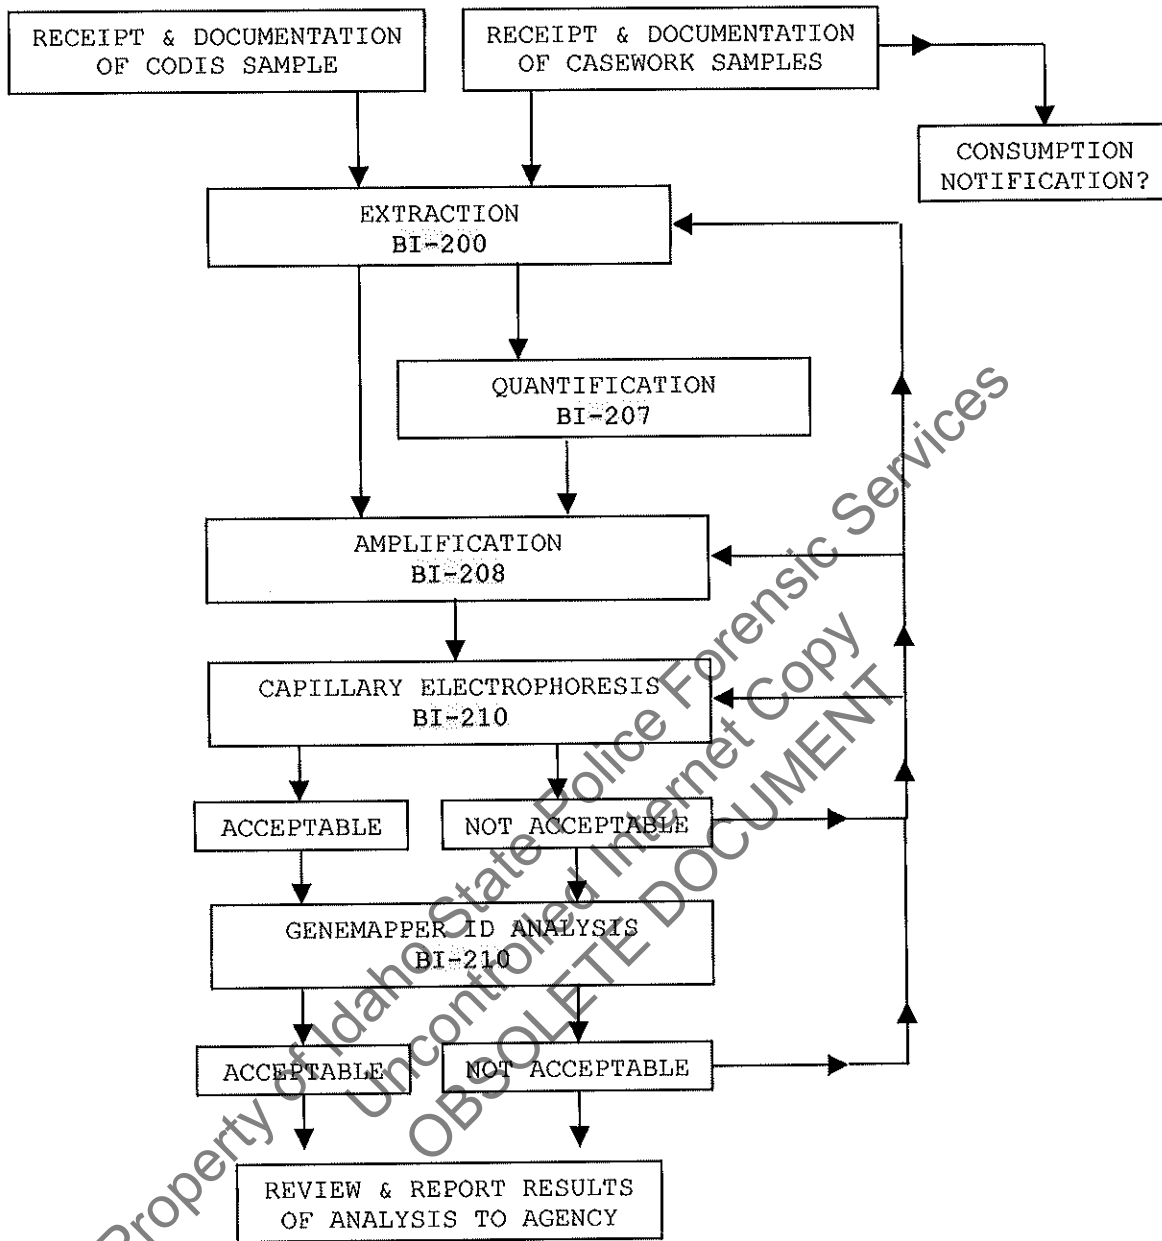 RECEIPT & DOCUMENTATION
OF CODIS SAMPLE
RECEIPT & DOCUMENTATION
OF CASEWORK SAMPLES
CONSUMPTION
NOTIFICATION?
EXTRACTION
BI-200
QUANTIFICATION
BI-207
AMPLIFICATION
BI-208
CAPILLARY ELECTROPHORESIS
BI-210
ACCEPTABLE
NOT ACCEPTABLE
GENEMAPPER ID ANALYSIS
BI-210
ACCEPTABLE
NOT ACCEPTABLE
REVIEW & REPORT RESULTS
OF ANALYSIS TO AGENCY
Property of Idaho State Police Forensic Services
Uncontrolled Internet Copy
OBSOLETE DOCUMENT